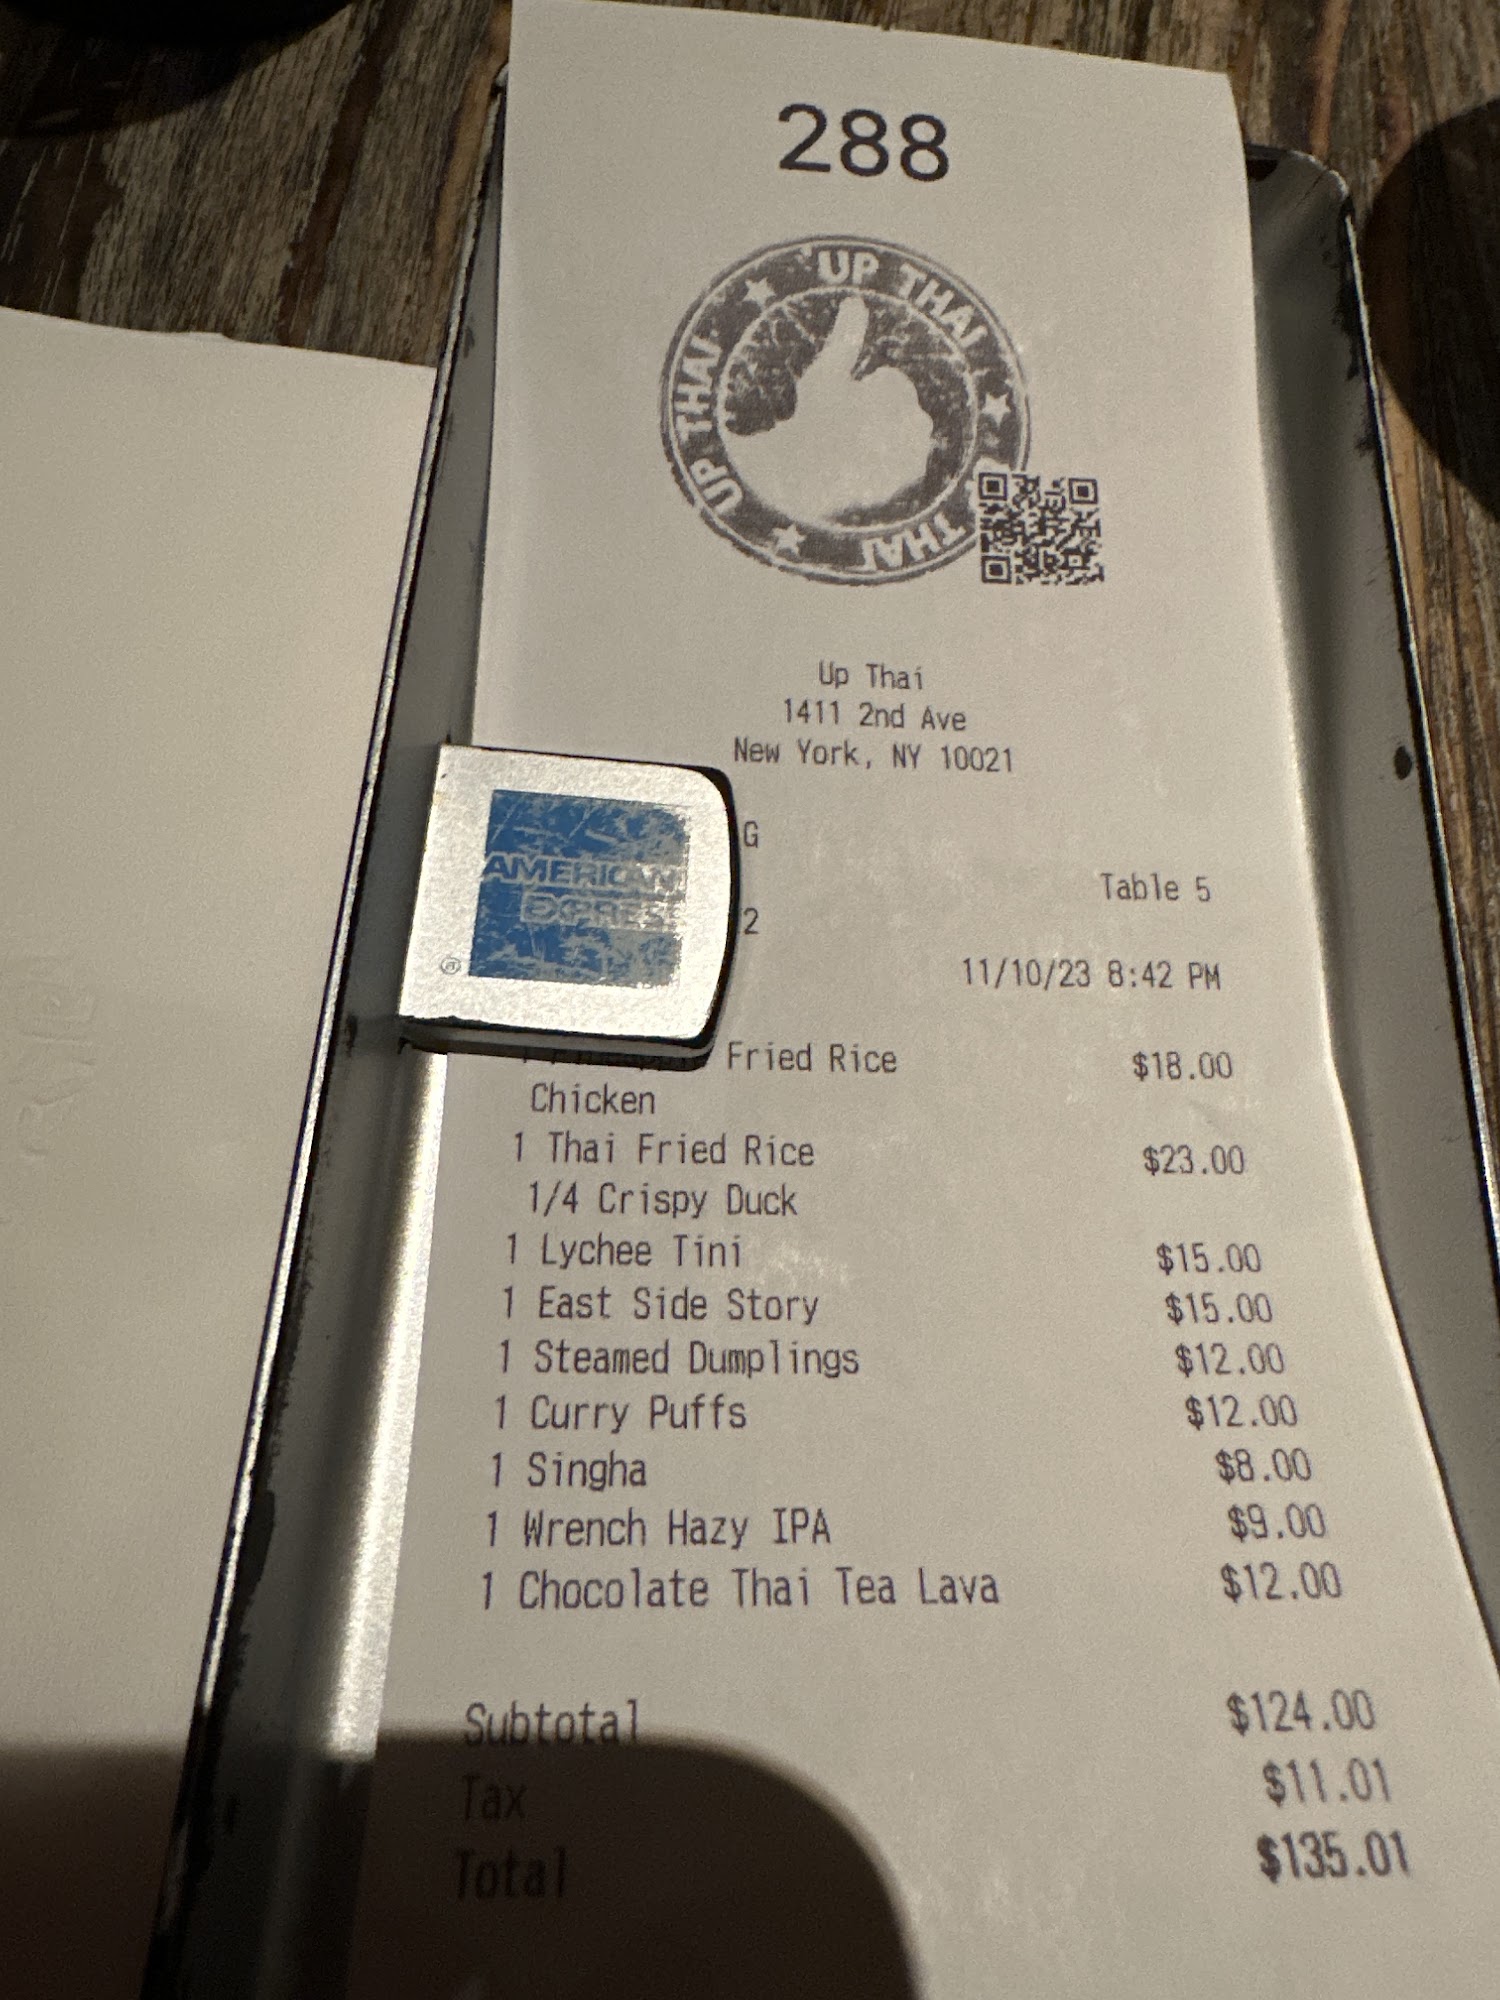 288
UP THAI UP THAI THAI
Up Thai
1411 2nd Ave
New York, NY 10021
G
AMERICAN
EXPRESS
®
Table 5
2
11/10/23 8:42 PM
1 Fried Rice $18.00
Chicken
1 Thai Fried Rice $23.00
1/4 Crispy Duck
1 Lychee Tini $15.00
1 East Side Story $15.00
1 Steamed Dumplings $12.00
1 Curry Puffs $12.00
1 Singha $8.00
1 Wrench Hazy IPA $9.00
1 Chocolate Thai Tea Lava $12.00
Subtotal $124.00
Tax $11.01
Total $135.01